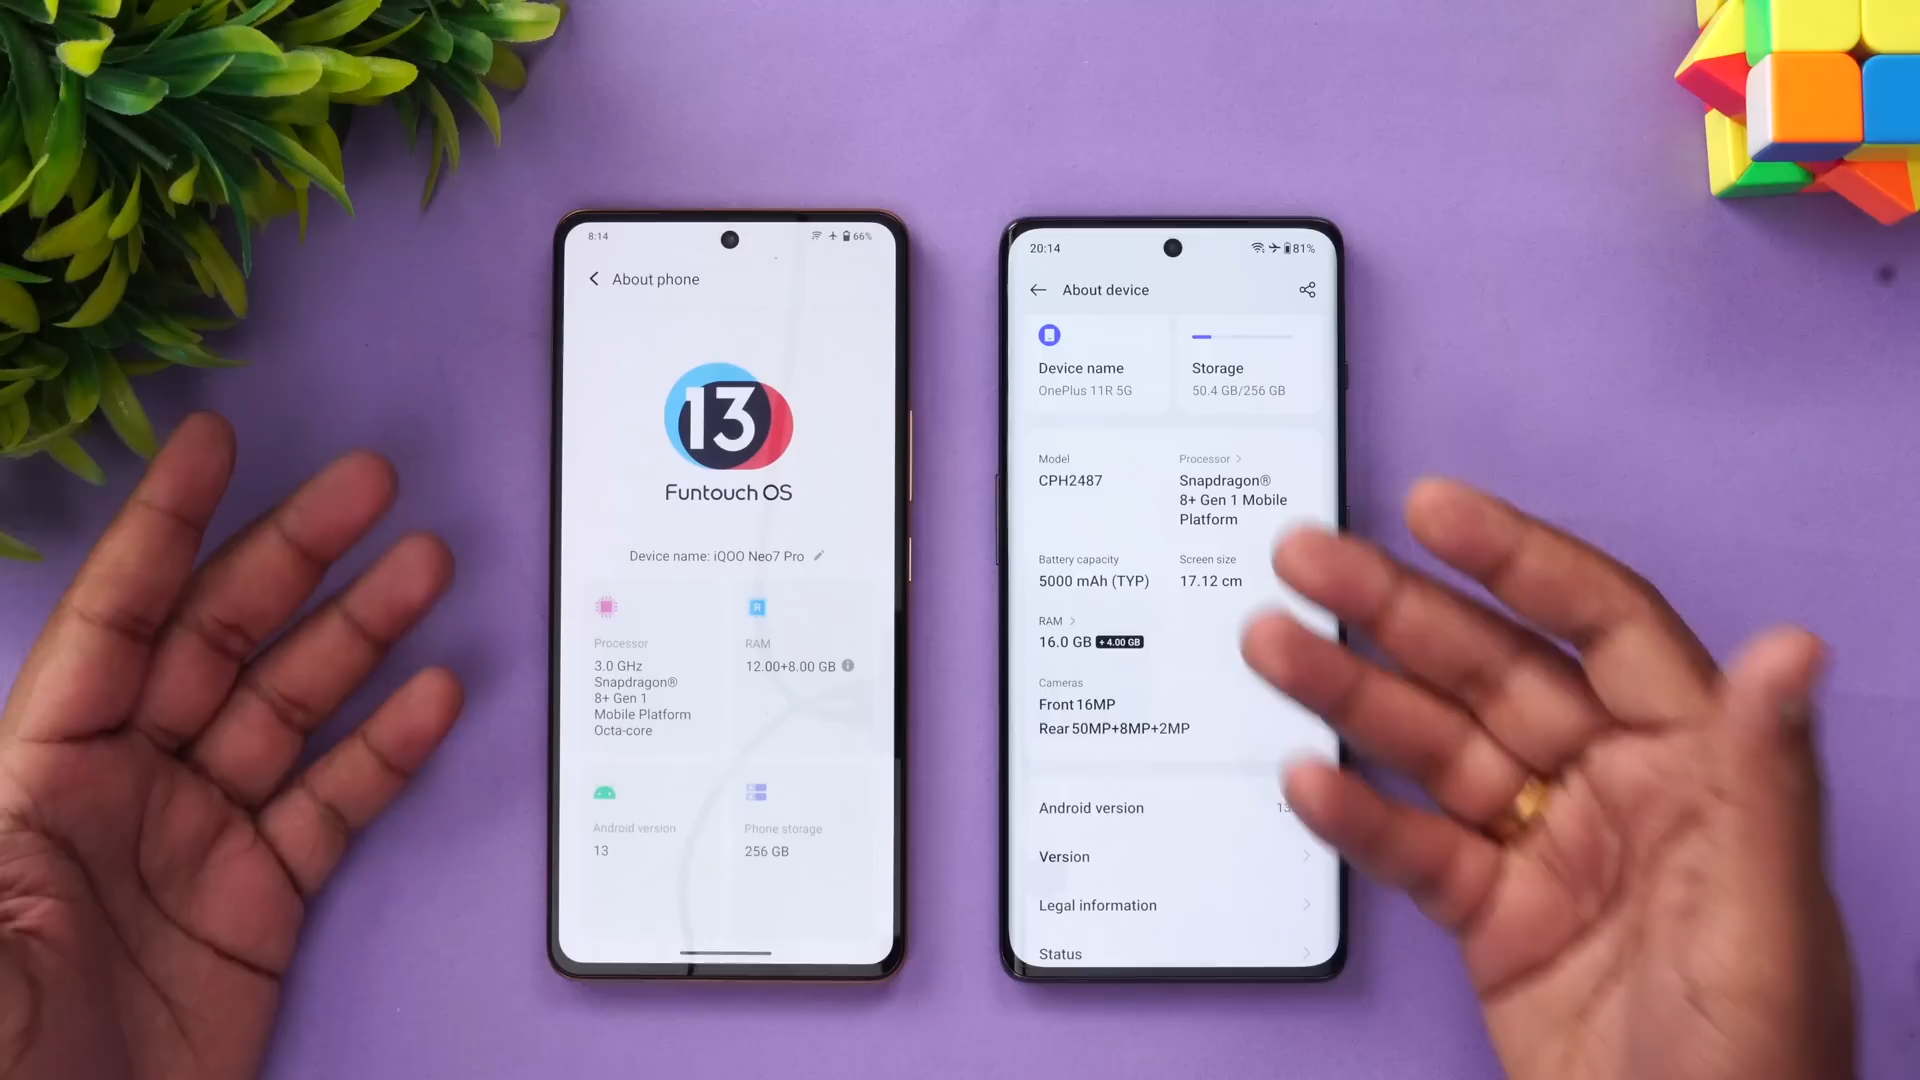 8:14
66%
About phone
13
Funtouch OS
Device name: iQOO Neo7 Pro
Processor
3.0 GHz
Snapdragon®
8+ Gen 1
Mobile Platform
Octa-core
RAM
12.00+8.00 GB
Android version
13
Phone storage
256 GB
20:14
81%
About device
Device name
OnePlus 11R 5G
Storage
50.4 GB/256 GB
Model
CPH2487
Processor
Snapdragon®
8+ Gen 1 Mobile
Platform
Battery capacity
5000 mAh (TYP)
Screen size
17.12 cm
RAM
16.0 GB +4.00 GB
Cameras
Front 16MP
Rear 50MP+8MP+2MP
Android version
13
Version
Legal information
Status